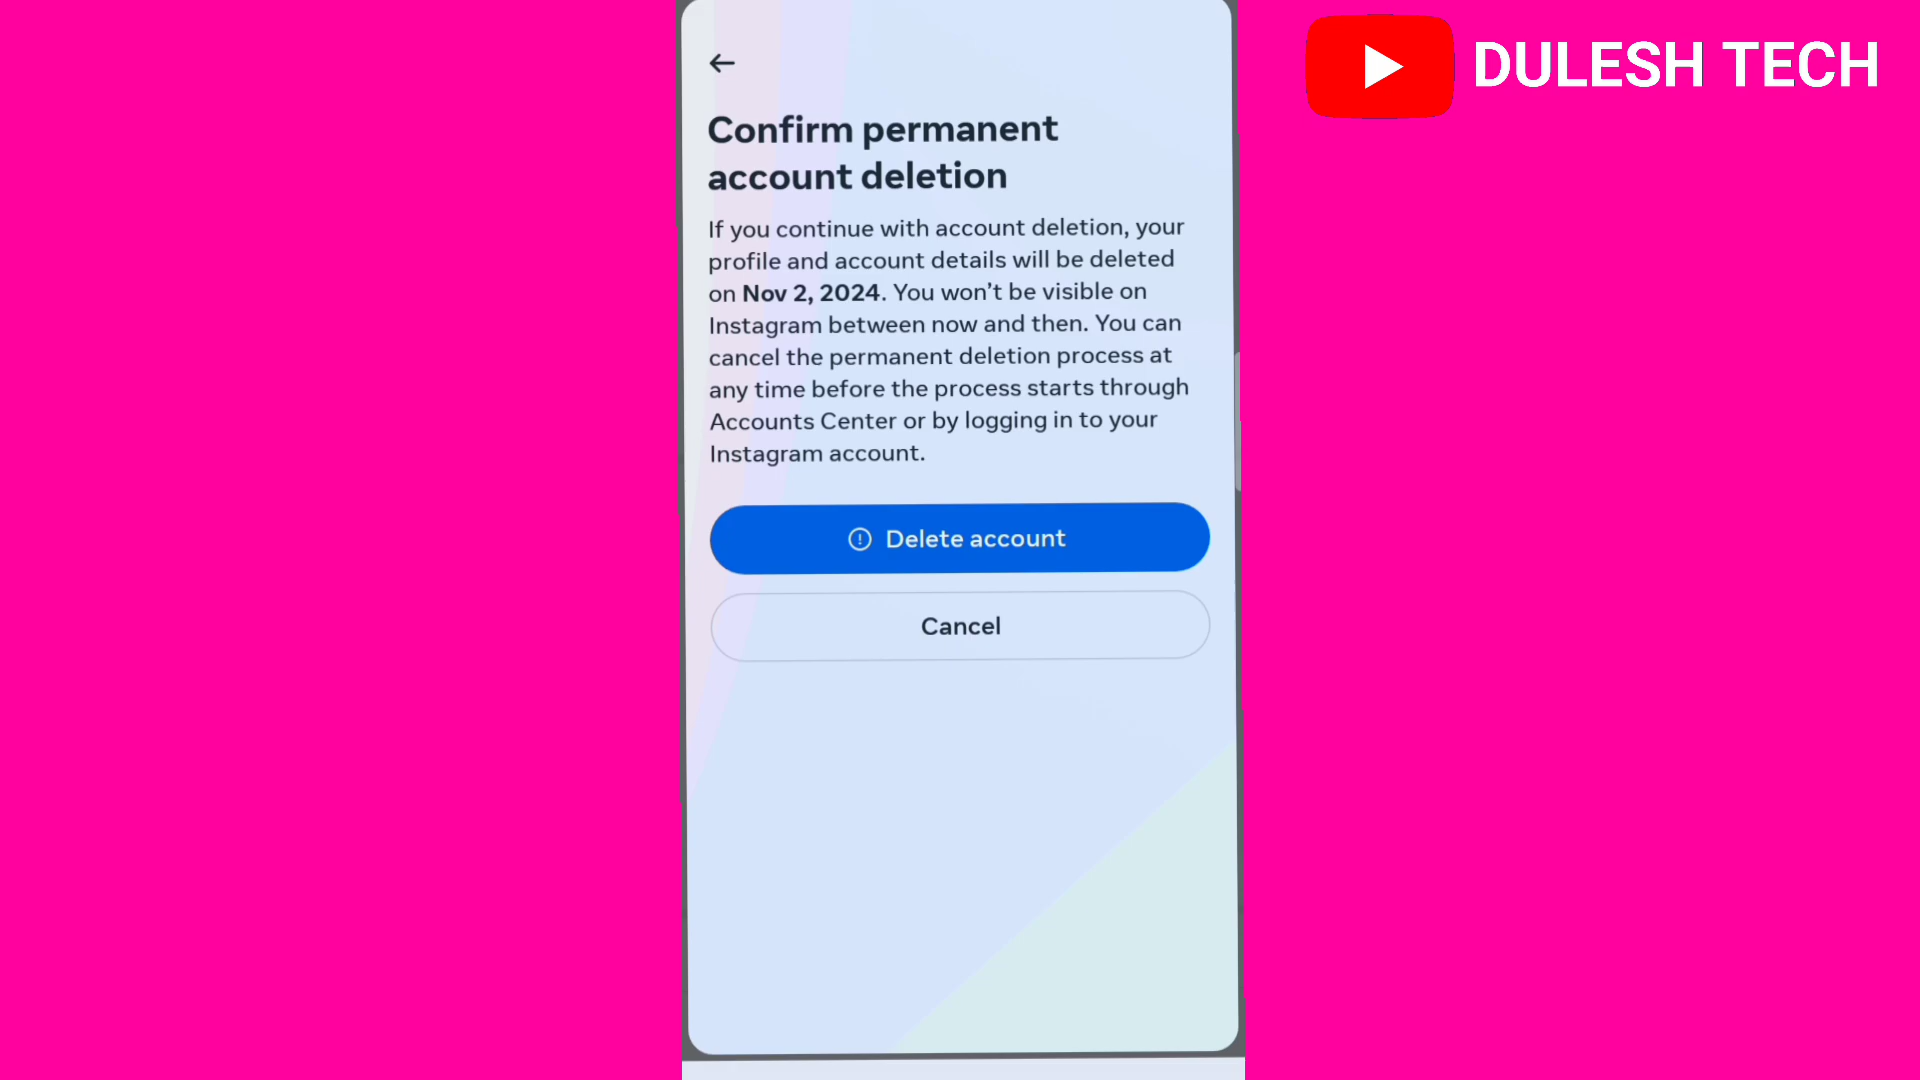 DULESH TECH
Confirm permanent
account deletion
If you continue with account deletion, your
profile and account details will be deleted
on Nov 2, 2024. You won’t be visible on
Instagram between now and then. You can
cancel the permanent deletion process at
any time before the process starts through
Accounts Center or by logging in to your
Instagram account.
Delete account
Cancel